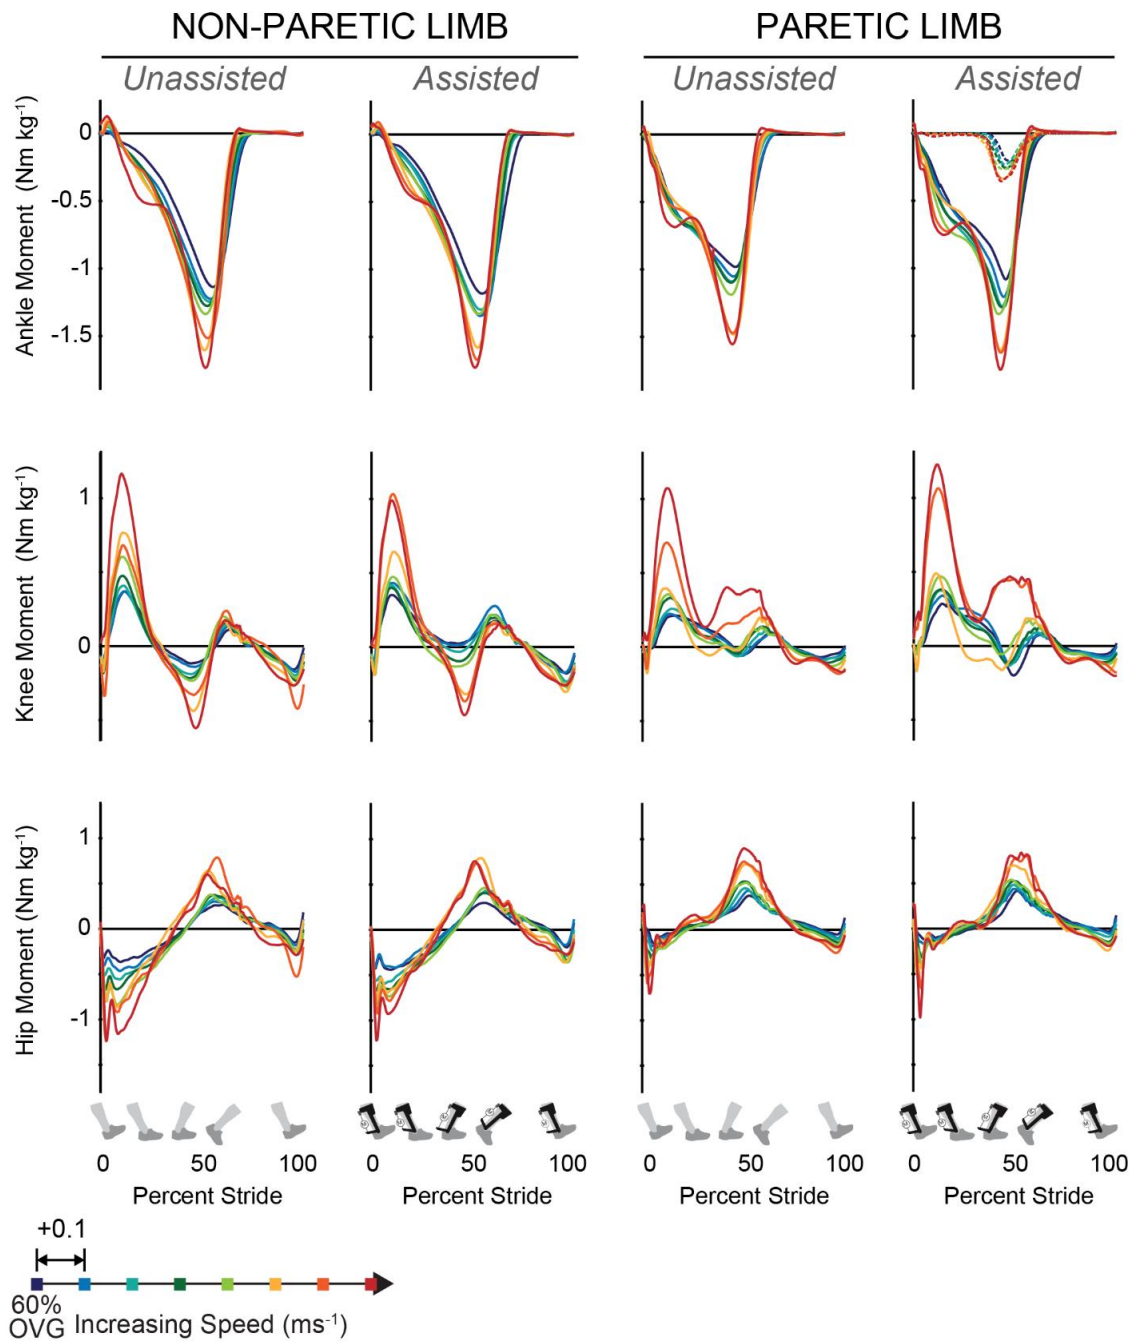 NON-PARETIC LIMB PARETIC LIMB
Unassisted Assisted Unassisted Assisted
Ankle Moment (Nm kg⁻¹)
0
-0.5
-1
-1.5
Knee Moment (Nm kg⁻¹)
1
0
Hip Moment (Nm kg⁻¹)
1
0
-1
0 50 100 0 50 100 0 50 100 0 50 100
Percent Stride Percent Stride Percent Stride Percent Stride
+0.1
60%
OVG Increasing Speed (ms⁻¹)